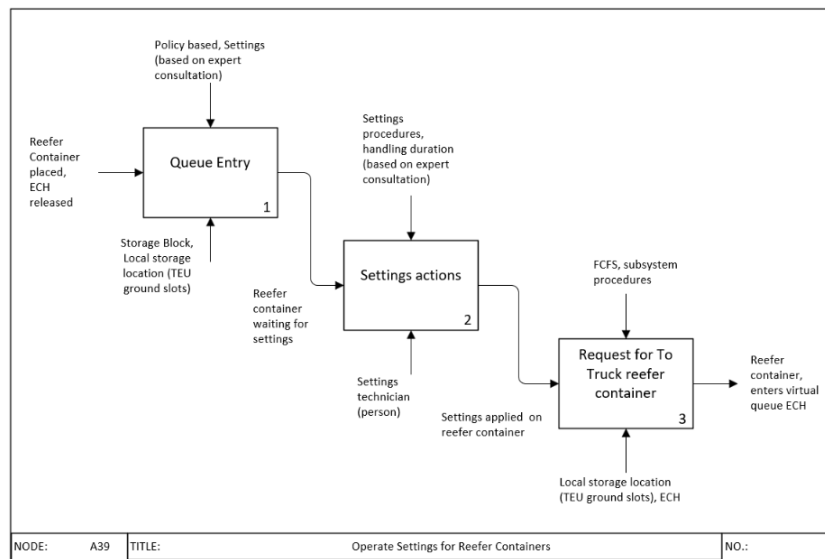 Policy based, Settings
(based on expert
consultation)
Reefer
Container
placed,
ECH
released
Queue Entry
1
Storage Block,
Local storage
location (TEU
ground slots)
Settings
procedures,
handling duration
(based on expert
consultation)
Reefer
container
waiting for
settings
Settings actions
2
Settings
technician
(person)
FCFS, subsystem
procedures
Settings applied on
reefer container
Request for To
Truck reefer
container
3
Reefer
container,
enters virtual
queue ECH
Local storage location
(TEU ground slots), ECH
NODE: A39 TITLE: Operate Settings for Reefer Containers NO.: